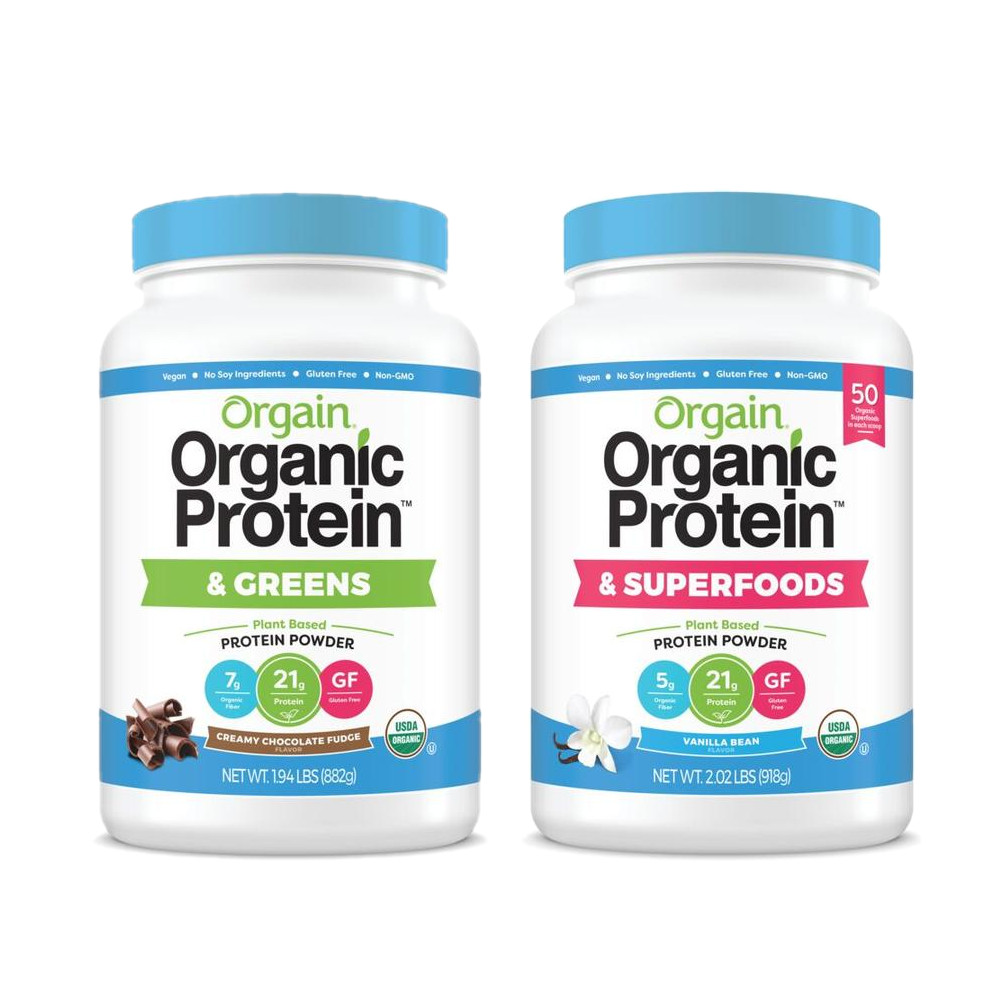 Vegan • No Soy Ingredients • Gluten Free • Non-GMO
Orgain®
Organic
Protein™
& GREENS
Plant Based
PROTEIN POWDER
7g
Organic
Fiber
21g
Protein
GF
Gluten Free
CREAMY CHOCOLATE FUDGE
FLAVOR
USDA
ORGANIC
U
NET WT. 1.94 LBS (882g)
Vegan • No Soy Ingredients • Gluten Free • Non-GMO
50
Organic
Superfoods
in each scoop
Orgain®
Organic
Protein™
& SUPERFOODS
Plant Based
PROTEIN POWDER
5g
Organic
Fiber
21g
Protein
GF
Gluten
Free
VANILLA BEAN
FLAVOR
USDA
ORGANIC
U
NET WT. 2.02 LBS (918g)